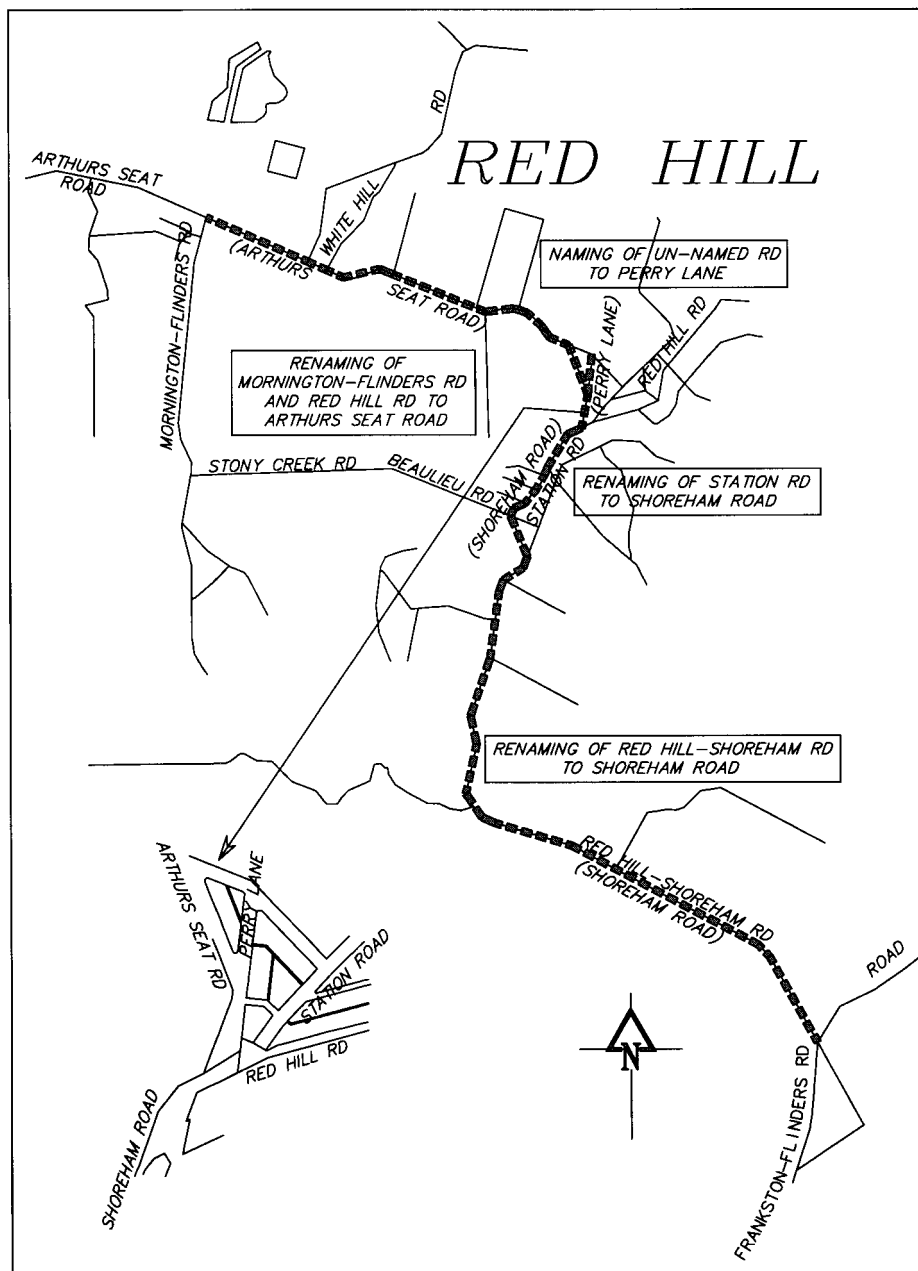 RED HILL
ARTHURS SEAT
ROAD
RD
WHITE HILL
MORNINGTON-FLINDERS RD
(ARTHURS
SEAT ROAD)
NAMING OF UN-NAMED RD
TO PERRY LANE
(PERRY LANE)
RED HILL RD
RENAMING OF
MORNINGTON-FLINDERS RD
AND RED HILL RD TO
ARTHURS SEAT ROAD
STONY CREEK RD
BEAULIEU RD
(SHOREHAM ROAD)
STATION RD
RENAMING OF STATION RD
TO SHOREHAM ROAD
RENAMING OF RED HILL-SHOREHAM RD
TO SHOREHAM ROAD
RED HILL-SHOREHAM RD
(SHOREHAM ROAD)
ARTHURS SEAT RD
PERRY LANE
STATION ROAD
RED HILL RD
SHOREHAM ROAD
N
ROAD
FRANKSTON-FLINDERS RD